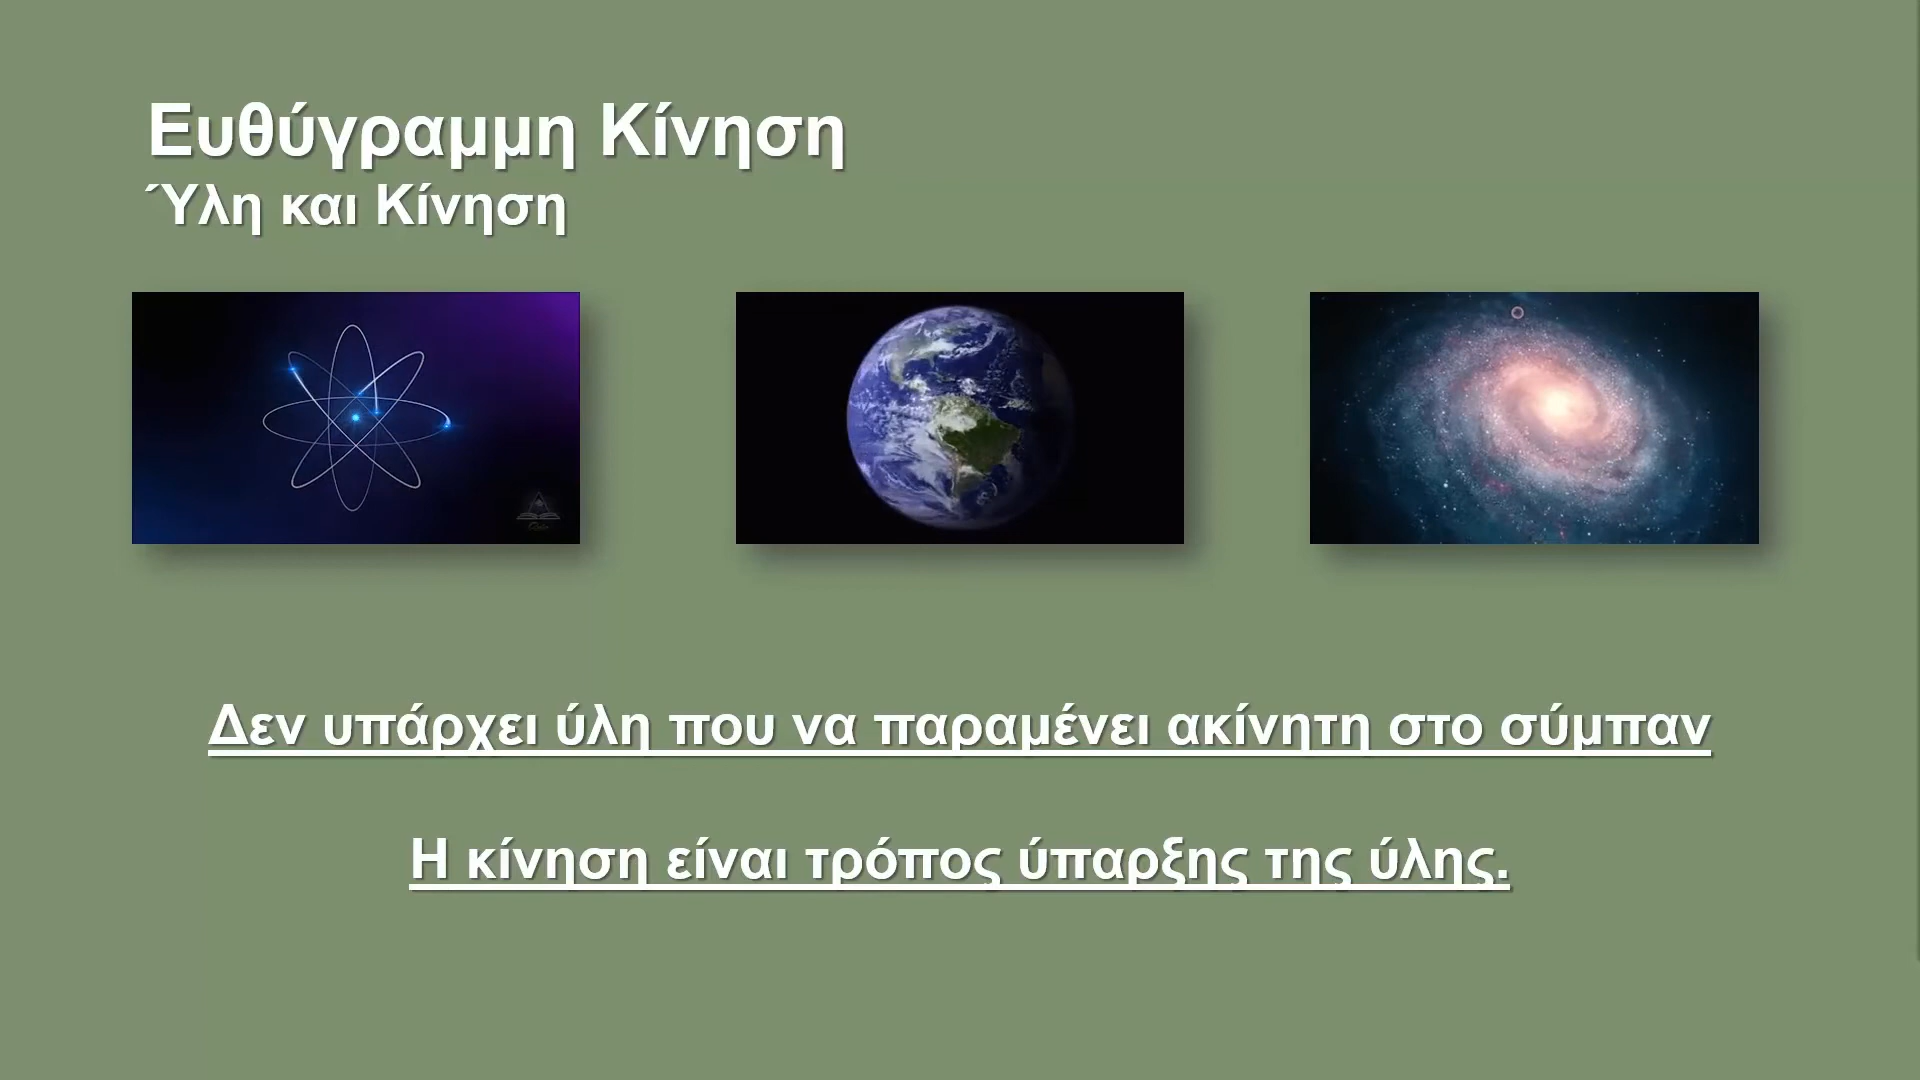 Ευθύγραμμη Κίνηση
Ύλη και Κίνηση
Δεν υπάρχει ύλη που να παραμένει ακίνητη στο σύμπαν
Η κίνηση είναι τρόπος ύπαρξης της ύλης.